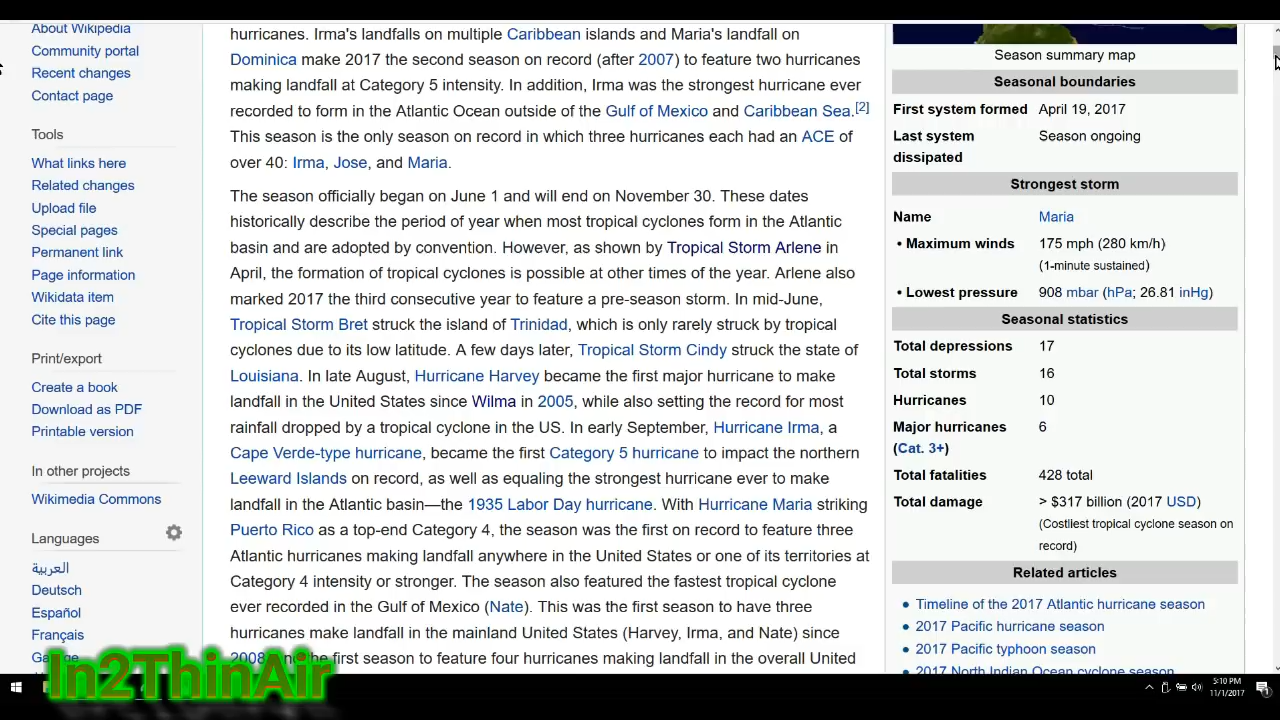 About Wikipedia
Community portal
Recent changes
Contact page
Tools
What links here
Related changes
Upload file
Special pages
Permanent link
Page information
Wikidata item
Cite this page
Print/export
Create a book
Download as PDF
Printable version
In other projects
Wikimedia Commons
Languages
العربية
Deutsch
Español
Français
hurricanes. Irma's landfalls on multiple Caribbean islands and Maria's landfall on
Dominica make 2017 the second season on record (after 2007) to feature two hurricanes
making landfall at Category 5 intensity. In addition, Irma was the strongest hurricane ever
recorded to form in the Atlantic Ocean outside of the Gulf of Mexico and Caribbean Sea.[2]
This season is the only season on record in which three hurricanes each had an ACE of
over 40: Irma, Jose, and Maria.
The season officially began on June 1 and will end on November 30. These dates
historically describe the period of year when most tropical cyclones form in the Atlantic
basin and are adopted by convention. However, as shown by Tropical Storm Arlene in
April, the formation of tropical cyclones is possible at other times of the year. Arlene also
marked 2017 the third consecutive year to feature a pre-season storm. In mid-June,
Tropical Storm Bret struck the island of Trinidad, which is only rarely struck by tropical
cyclones due to its low latitude. A few days later, Tropical Storm Cindy struck the state of
Louisiana. In late August, Hurricane Harvey became the first major hurricane to make
landfall in the United States since Wilma in 2005, while also setting the record for most
rainfall dropped by a tropical cyclone in the US. In early September, Hurricane Irma, a
Cape Verde-type hurricane, became the first Category 5 hurricane to impact the northern
Leeward Islands on record, as well as equaling the strongest hurricane ever to make
landfall in the Atlantic basin—the 1935 Labor Day hurricane. With Hurricane Maria striking
Puerto Rico as a top-end Category 4, the season was the first on record to feature three
Atlantic hurricanes making landfall anywhere in the United States or one of its territories at
Category 4 intensity or stronger. The season also featured the fastest tropical cyclone
ever recorded in the Gulf of Mexico (Nate). This was the first season to have three
hurricanes make landfall in the mainland United States (Harvey, Irma, and Nate) since
2008, the first season to feature four hurricanes making landfall in the overall United
Season summary map
Seasonal boundaries
First system formed April 19, 2017
Last system dissipated Season ongoing
Strongest storm
Name Maria
• Maximum winds 175 mph (280 km/h)
(1-minute sustained)
• Lowest pressure 908 mbar (hPa; 26.81 inHg)
Seasonal statistics
Total depressions 17
Total storms 16
Hurricanes 10
Major hurricanes (Cat. 3+) 6
Total fatalities 428 total
Total damage > $317 billion (2017 USD)
(Costliest tropical cyclone season on
record)
Related articles
• Timeline of the 2017 Atlantic hurricane season
• 2017 Pacific hurricane season
• 2017 Pacific typhoon season
• 2017 North Indian Ocean cyclone season
In2ThinAir
5:10 PM
11/1/2017